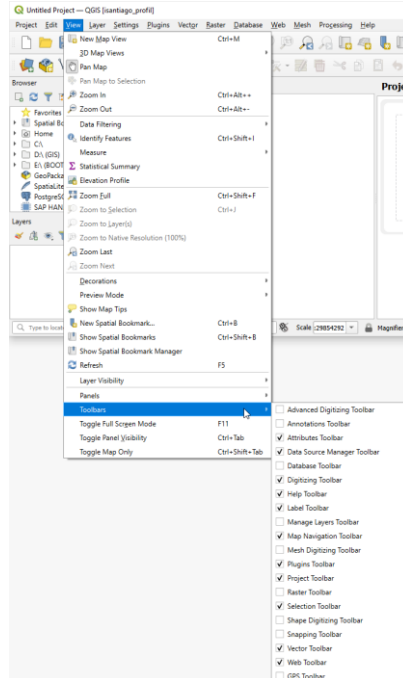 Untitled Project — QGIS [isantiago_profil]
Project Edit View Layer Settings Plugins Vector Raster Database Web Mesh Processing Help
New Map View Ctrl+M
3D Map Views
Pan Map
Pan Map to Selection
Zoom In Ctrl+Alt++
Zoom Out Ctrl+Alt+-
Data Filtering
Identify Features Ctrl+Shift+I
Measure
Statistical Summary
Elevation Profile
Zoom Full Ctrl+Shift+F
Zoom to Selection Ctrl+J
Zoom to Layer(s)
Zoom to Native Resolution (100%)
Zoom Last
Zoom Next
Decorations
Preview Mode
Show Map Tips
New Spatial Bookmark... Ctrl+B
Show Spatial Bookmarks Ctrl+Shift+B
Show Spatial Bookmark Manager
Refresh F5
Layer Visibility
Panels
Toolbars
Toggle Full Screen Mode F11
Toggle Panel Visibility Ctrl+Tab
Toggle Map Only Ctrl+Shift+Tab
Browser
Favorites
Spatial Bo
Home
C:\
D:\ (GIS)
E:\ (BOOT
GeoPacka
SpatiaLite
PostgreSC
SAP HAN
Layers
Proj
Type to locat
Scale :29854292 Magnifier
Advanced Digitizing Toolbar
Annotations Toolbar
Attributes Toolbar
Data Source Manager Toolbar
Database Toolbar
Digitizing Toolbar
Help Toolbar
Label Toolbar
Manage Layers Toolbar
Map Navigation Toolbar
Mesh Digitizing Toolbar
Plugins Toolbar
Project Toolbar
Raster Toolbar
Selection Toolbar
Shape Digitizing Toolbar
Snapping Toolbar
Vector Toolbar
Web Toolbar
GPS Toolbar